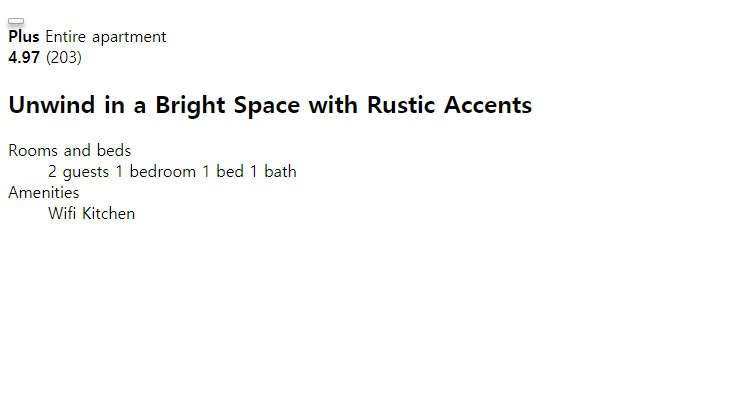 Plus Entire apartment
4.97 (203)
Unwind in a Bright Space with Rustic Accents
Rooms and beds
2 guests 1 bedroom 1 bed 1 bath
Amenities
Wifi Kitchen